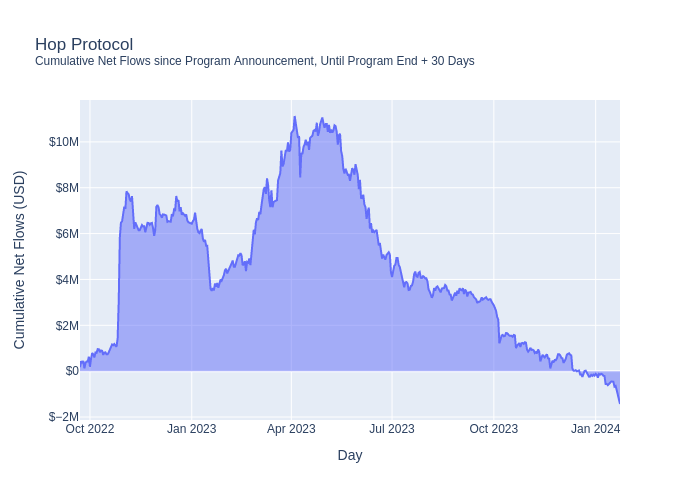 Hop Protocol
Cumulative Net Flows since Program Announcement, Until Program End + 30 Days
Cumulative Net Flows (USD)
$10M
$8M
$6M
$4M
$2M
$0
$−2M
Oct 2022 Jan 2023 Apr 2023 Jul 2023 Oct 2023 Jan 2024
Day